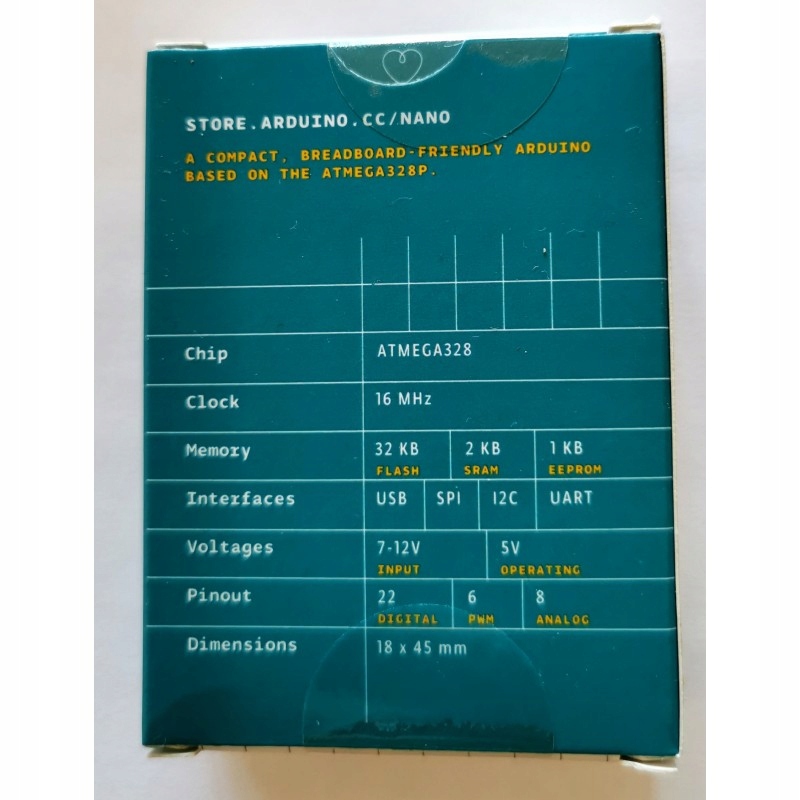 STORE.ARDUINO.CC/NANO
A COMPACT, BREADBOARD-FRIENDLY ARDUINO
BASED ON THE ATMEGA328P.
Chip ATMEGA328
Clock 16 MHz
Memory 32 KB 2 KB 1 KB
FLASH SRAM EEPROM
Interfaces USB SPI I2C UART
Voltages 7-12V 5V
INPUT OPERATING
Pinout 22 6 8
DIGITAL PWM ANALOG
Dimensions 18 x 45 mm